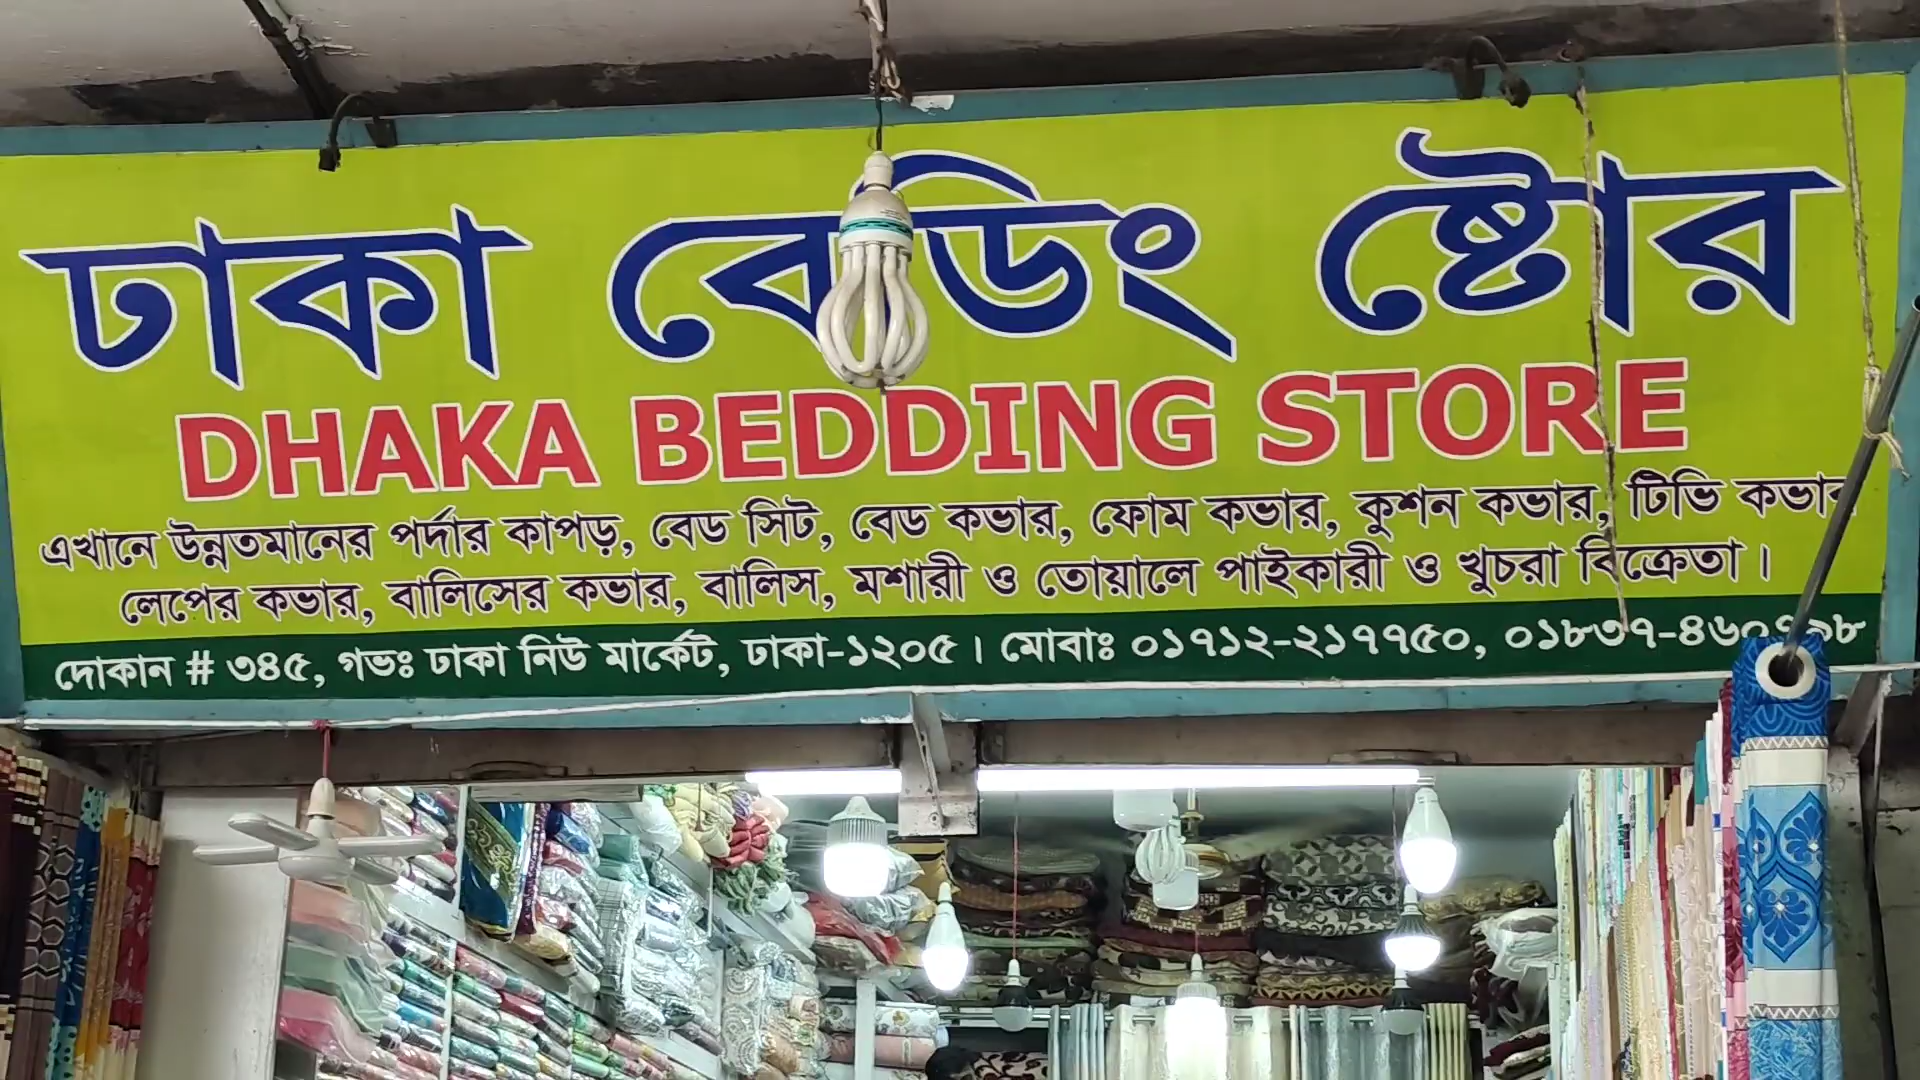 ঢাকা বেডিং ষ্টোর
DHAKA BEDDING STORE
এখানে উন্নতমানের পর্দার কাপড়, বেড সিট, বেড কভার, ফোম কভার, কুশন কভার, টিভি কভার
লেপের কভার, বালিসের কভার, বালিস, মশারী ও তোয়ালে পাইকারী ও খুচরা বিক্রেতা।
দোকান # ৩৪৫, গভঃ ঢাকা নিউ মার্কেট, ঢাকা-১২০৫। মোবাঃ ০১৭১২-২১৭৭৫০,